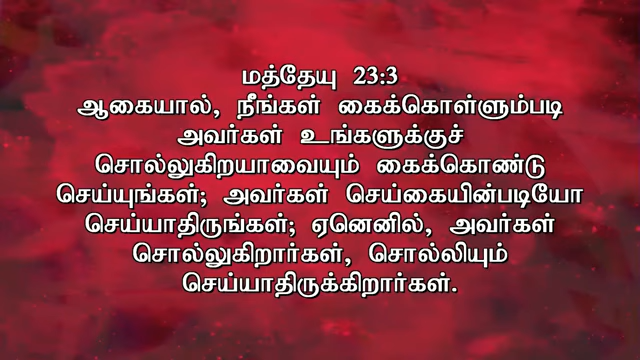 மத்தேயு 23:3
ஆகையால், நீங்கள் கைக்கொள்ளும்படி
அவர்கள் உங்களுக்குச்
சொல்லுகிறயாவையும் கைக்கொண்டு
செய்யுங்கள்; அவர்கள் செய்கையின்படியோ
செய்யாதிருங்கள்; ஏனெனில், அவர்கள்
சொல்லுகிறார்கள், சொல்லியும்
செய்யாதிருக்கிறார்கள்.